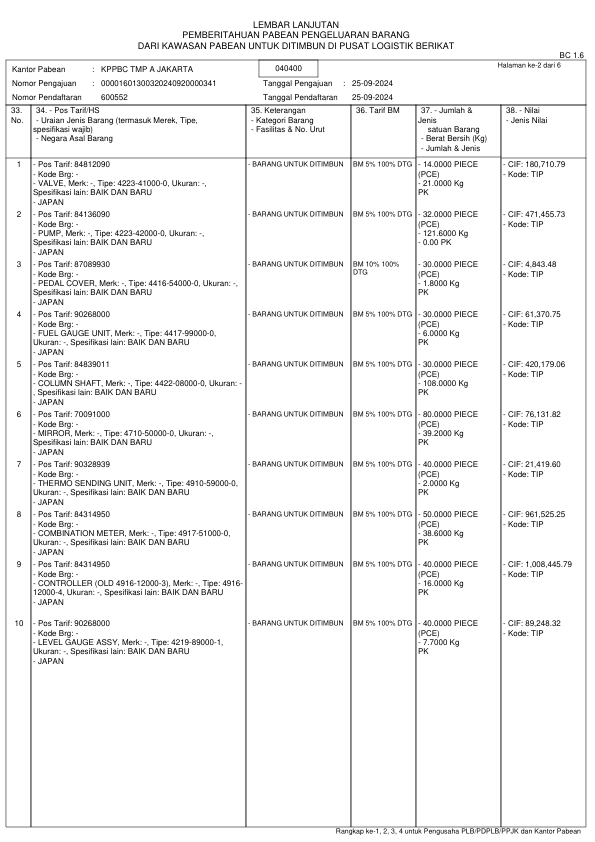 LEMBAR LANJUTAN
PEMBERITAHUAN PABEAN PENGELUARAN BARANG
DARI KAWASAN PABEAN UNTUK DITIMBUN DI PUSAT LOGISTIK BERIKAT
BC 1.6
Kantor Pabean : KPPBC TMP A JAKARTA 040400 Halaman ke-2 dari 6
Nomor Pengajuan : 00001601300320240920000341 Tanggal Pengajuan : 25-09-2024
Nomor Pendaftaran 600552 Tanggal Pendaftaran 25-09-2024
33. No.
34. - Pos Tarif/HS
- Uraian Jenis Barang (termasuk Merek, Tipe,
spesifikasi wajib)
- Negara Asal Barang
35. Keterangan
- Kategori Barang
- Fasilitas & No. Urut
36. Tarif BM
37. - Jumlah &
Jenis
satuan Barang
- Berat Bersih (Kg)
- Jumlah & Jenis
38. - Nilai
- Jenis Nilai
1 - Pos Tarif: 84812090 - BARANG UNTUK DITIMBUN BM 5% 100% DTG - 14.0000 PIECE - CIF: 180,710.79
- Kode Brg: - (PCE) - Kode: TIP
- VALVE, Merk: -, Tipe: 4223-41000-0, Ukuran: -, - 21.0000 Kg
Spesifikasi lain: BAIK DAN BARU PK
- JAPAN
2 - Pos Tarif: 84136090 - BARANG UNTUK DITIMBUN BM 5% 100% DTG - 32.0000 PIECE - CIF: 471,455.73
- Kode Brg: - (PCE) - Kode: TIP
- PUMP, Merk: -, Tipe: 4223-42000-0, Ukuran: -, - 121.6000 Kg
Spesifikasi lain: BAIK DAN BARU - 0.00 PK
- JAPAN
3 - Pos Tarif: 87089930 - BARANG UNTUK DITIMBUN BM 10% 100% - 30.0000 PIECE - CIF: 4,843.48
- Kode Brg: - DTG (PCE) - Kode: TIP
- PEDAL COVER, Merk: -, Tipe: 4416-54000-0, Ukuran: -, - 1.8000 Kg
Spesifikasi lain: BAIK DAN BARU PK
- JAPAN
4 - Pos Tarif: 90268000 - BARANG UNTUK DITIMBUN BM 5% 100% DTG - 30.0000 PIECE - CIF: 61,370.75
- Kode Brg: - (PCE) - Kode: TIP
- FUEL GAUGE UNIT, Merk: -, Tipe: 4417-99000-0, - 6.0000 Kg
Ukuran: -, Spesifikasi lain: BAIK DAN BARU PK
- JAPAN
5 - Pos Tarif: 84839011 - BARANG UNTUK DITIMBUN BM 5% 100% DTG - 30.0000 PIECE - CIF: 420,179.06
- Kode Brg: - (PCE) - Kode: TIP
- COLUMN SHAFT, Merk: -, Tipe: 4422-08000-0, Ukuran: - - 108.0000 Kg
, Spesifikasi lain: BAIK DAN BARU PK
- JAPAN
6 - Pos Tarif: 70091000 - BARANG UNTUK DITIMBUN BM 5% 100% DTG - 80.0000 PIECE - CIF: 76,131.82
- Kode Brg: - (PCE) - Kode: TIP
- MIRROR, Merk: -, Tipe: 4710-50000-0, Ukuran: -, - 39.2000 Kg
Spesifikasi lain: BAIK DAN BARU PK
- JAPAN
7 - Pos Tarif: 90328939 - BARANG UNTUK DITIMBUN BM 5% 100% DTG - 40.0000 PIECE - CIF: 21,419.60
- Kode Brg: - (PCE) - Kode: TIP
- THERMO SENDING UNIT, Merk: -, Tipe: 4910-59000-0, - 2.0000 Kg
Ukuran: -, Spesifikasi lain: BAIK DAN BARU PK
- JAPAN
8 - Pos Tarif: 84314950 - BARANG UNTUK DITIMBUN BM 5% 100% DTG - 50.0000 PIECE - CIF: 961,525.25
- Kode Brg: - (PCE) - Kode: TIP
- COMBINATION METER, Merk: -, Tipe: 4917-51000-0, - 38.6000 Kg
Ukuran: -, Spesifikasi lain: BAIK DAN BARU PK
- JAPAN
9 - Pos Tarif: 84314950 - BARANG UNTUK DITIMBUN BM 5% 100% DTG - 40.0000 PIECE - CIF: 1,008,445.79
- Kode Brg: - (PCE) - Kode: TIP
- CONTROLLER (OLD 4916-12000-3), Merk: -, Tipe: 4916- - 16.0000 Kg
12000-4, Ukuran: -, Spesifikasi lain: BAIK DAN BARU PK
- JAPAN
10 - Pos Tarif: 90268000 - BARANG UNTUK DITIMBUN BM 5% 100% DTG - 40.0000 PIECE - CIF: 89,248.32
- Kode Brg: - (PCE) - Kode: TIP
- LEVEL GAUGE ASSY, Merk: -, Tipe: 4219-89000-1, - 7.7000 Kg
Ukuran: -, Spesifikasi lain: BAIK DAN BARU PK
- JAPAN
Rangkap ke-1, 2, 3, 4 untuk Pengusaha PLB/PDPLB/PPJK dan Kantor Pabean